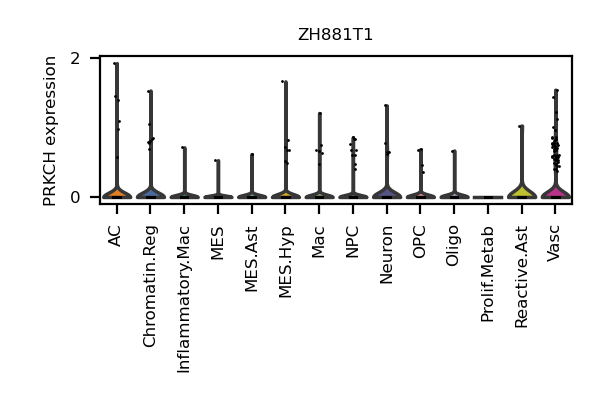 ZH881T1
PRKCH expression
2
0
AC
Chromatin.Reg
Inflammatory.Mac
MES
MES.Ast
MES.Hyp
Mac
NPC
Neuron
OPC
Oligo
Prolif.Metab
Reactive.Ast
Vasc